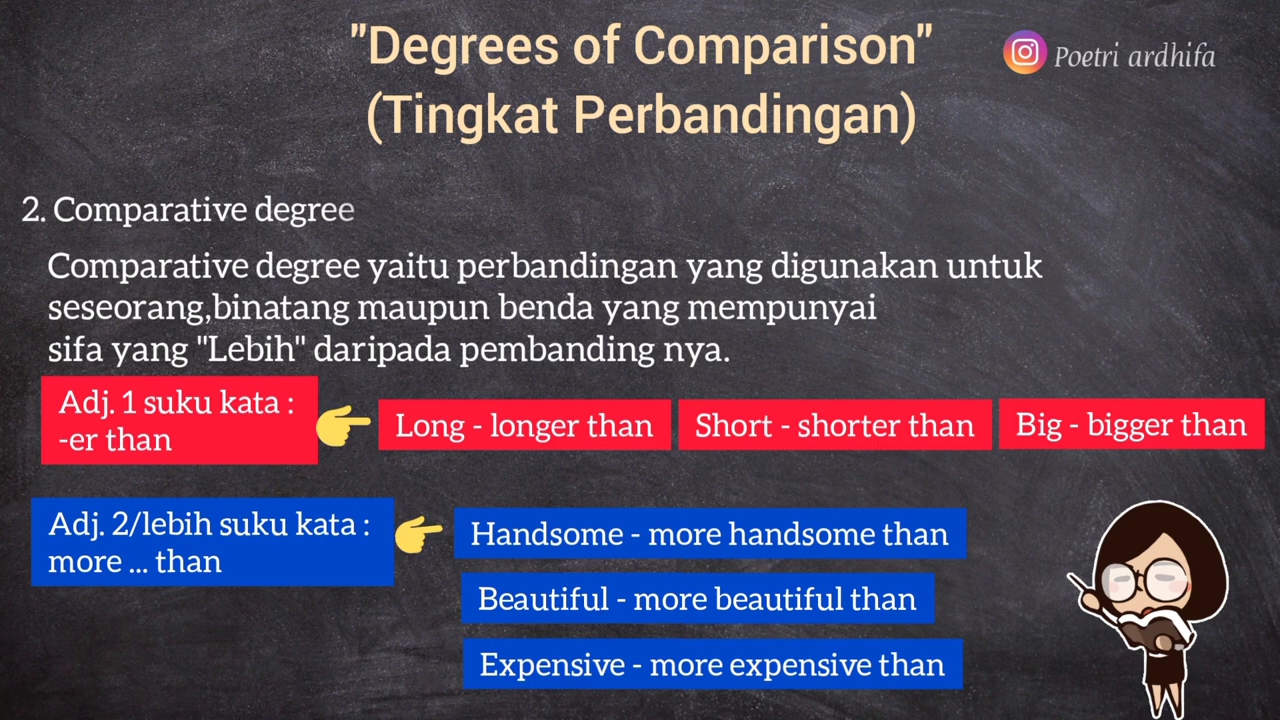 "Degrees of Comparison"
Poetri ardhifa
(Tingkat Perbandingan)
2. Comparative degree
Comparative degree yaitu perbandingan yang digunakan untuk
seseorang,binatang maupun benda yang mempunyai
sifa yang "Lebih" daripada pembanding nya.
Adj. 1 suku kata :
-er than
Long - longer than
Short - shorter than
Big - bigger than
Adj. 2/lebih suku kata :
more ... than
Handsome - more handsome than
Beautiful - more beautiful than
Expensive - more expensive than